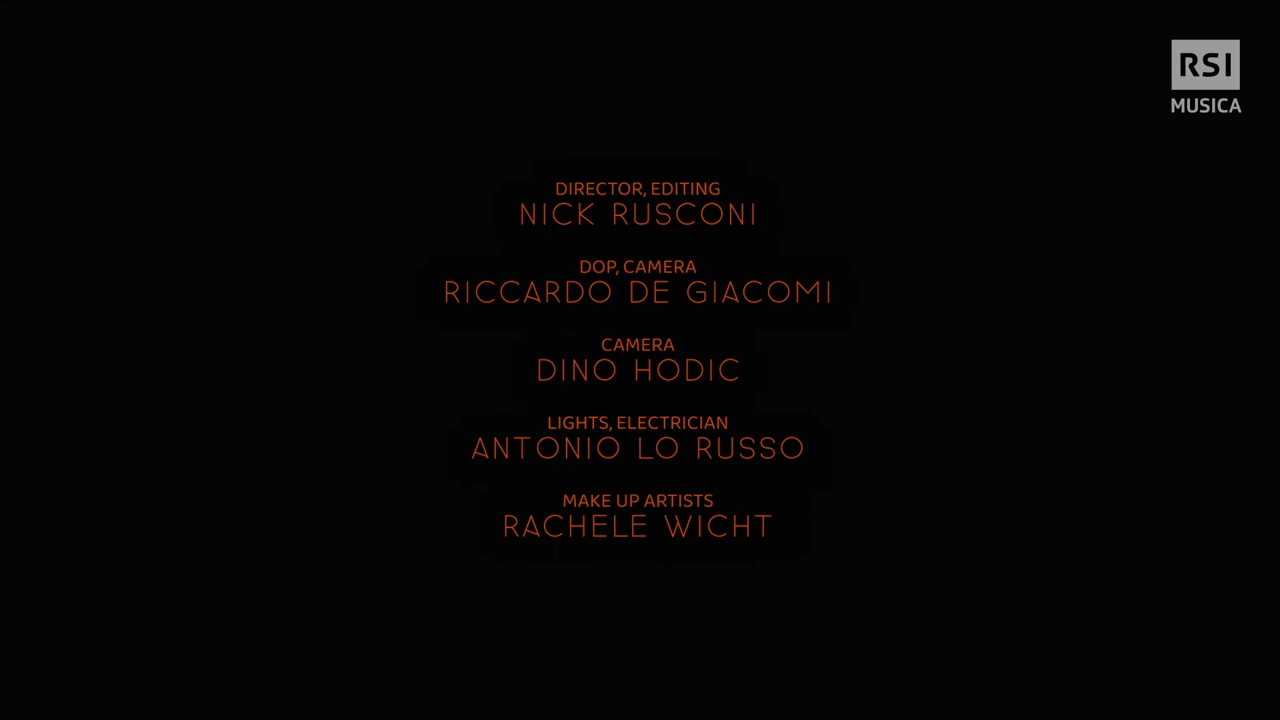 RSI
MUSICA
DIRECTOR, EDITING
NICK RUSCONI
DOP, CAMERA
RICCARDO DE GIACOMI
CAMERA
DINO HODIC
LIGHTS, ELECTRICIAN
ANTONIO LO RUSSO
MAKE UP ARTISTS
RACHELE WICHT